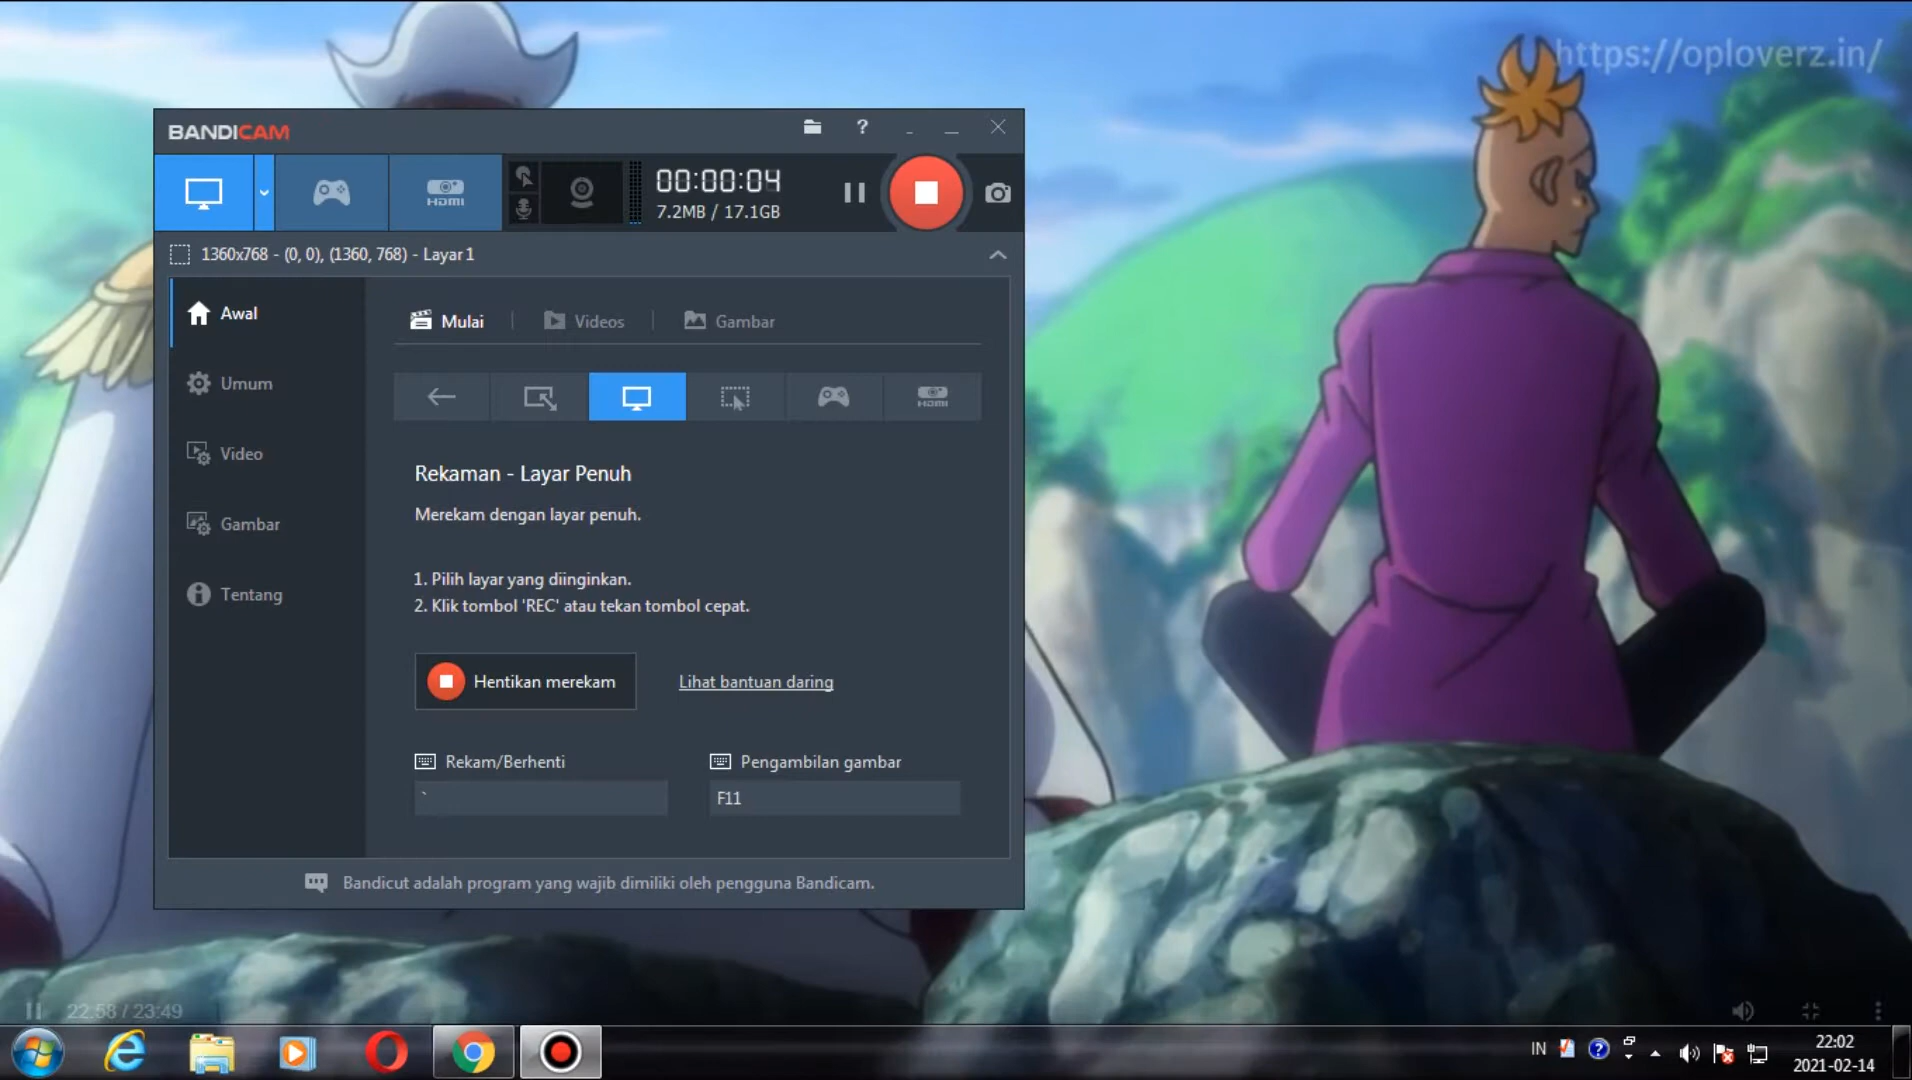 https://oploverz.in/
BANDICAM
?
HDMI
00:00:04
7.2MB / 17.1GB
1360x768 - (0, 0), (1360, 768) - Layar 1
Awal
Umum
Video
Gambar
Tentang
Mulai
Videos
Gambar
HDMI
Rekaman - Layar Penuh
Merekam dengan layar penuh.
1. Pilih layar yang diinginkan.
2. Klik tombol 'REC' atau tekan tombol cepat.
Hentikan merekam
Lihat bantuan daring
Rekam/Berhenti
Pengambilan gambar
`
F11
Bandicut adalah program yang wajib dimiliki oleh pengguna Bandicam.
22:58 / 23:49
IN
?
22:02
2021-02-14